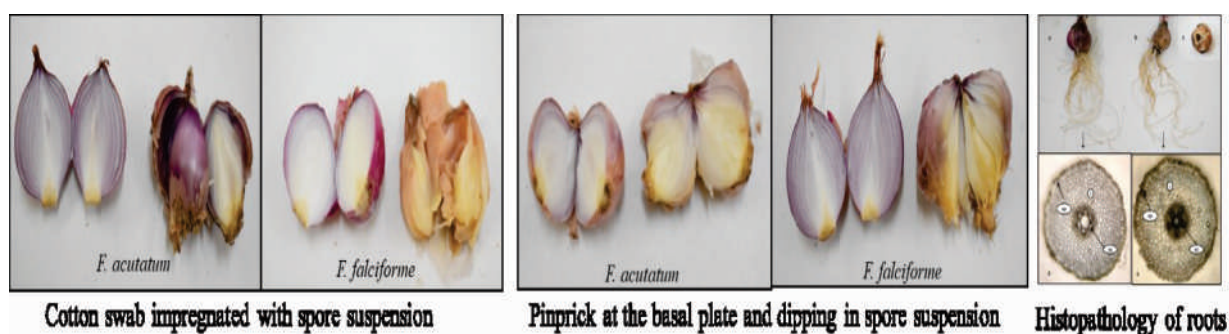 F. acutatum
F. falciforme
F. acutatum
F. falciforme
Cotton swab impregnated with spore suspension
Pinprick at the basal plate and dipping in spore suspension
Histopathology of roots